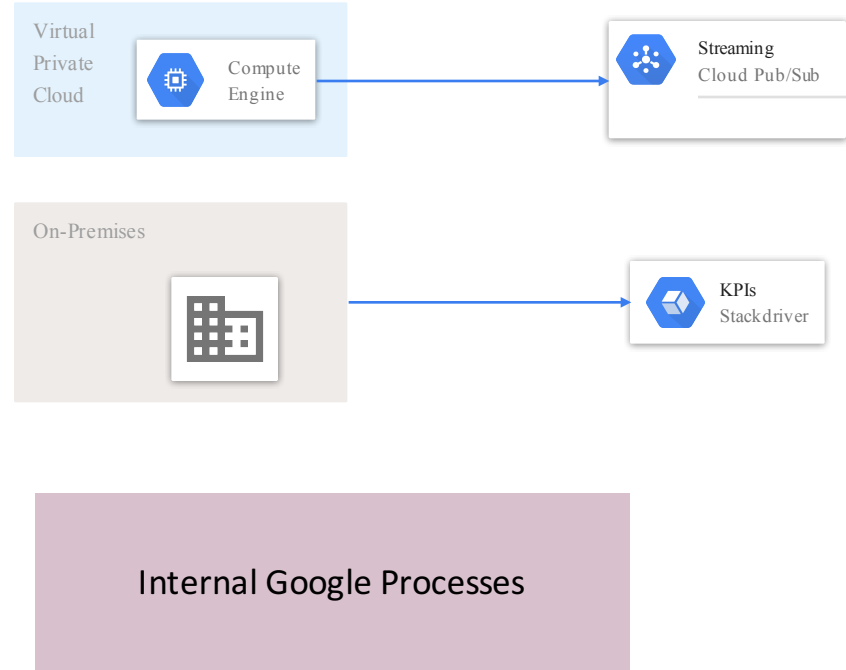 Virtual
Private
Cloud
Compute
Engine
Streaming
Cloud Pub/Sub
On-Premises
KPIs
Stackdriver
Internal Google Processes